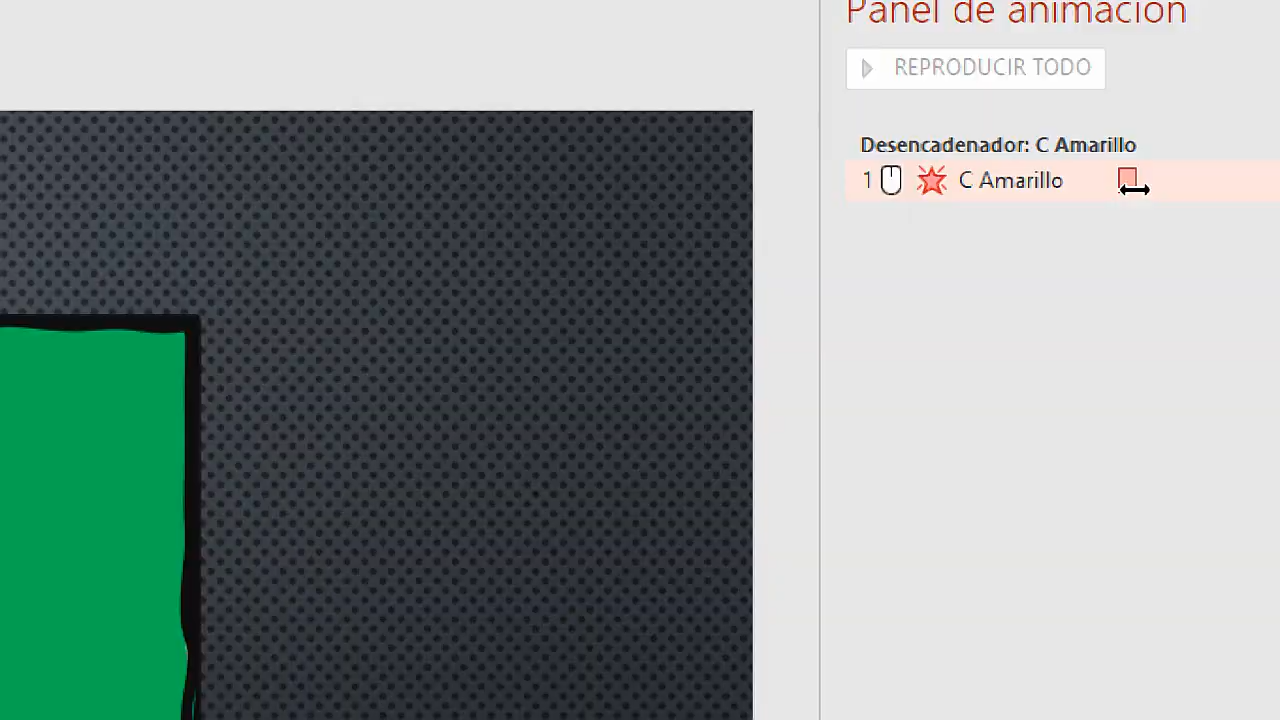 Panel de animación
REPRODUCIR TODO
Desencadenador: C Amarillo
1 C Amarillo